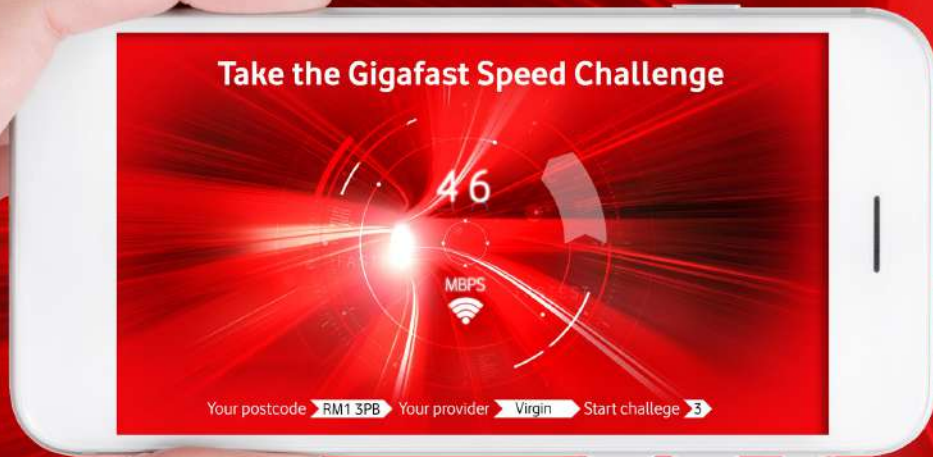 Take the Gigafast Speed Challenge
46
MBPS
Your postcode RM1 3PB Your provider Virgin Start challege 3